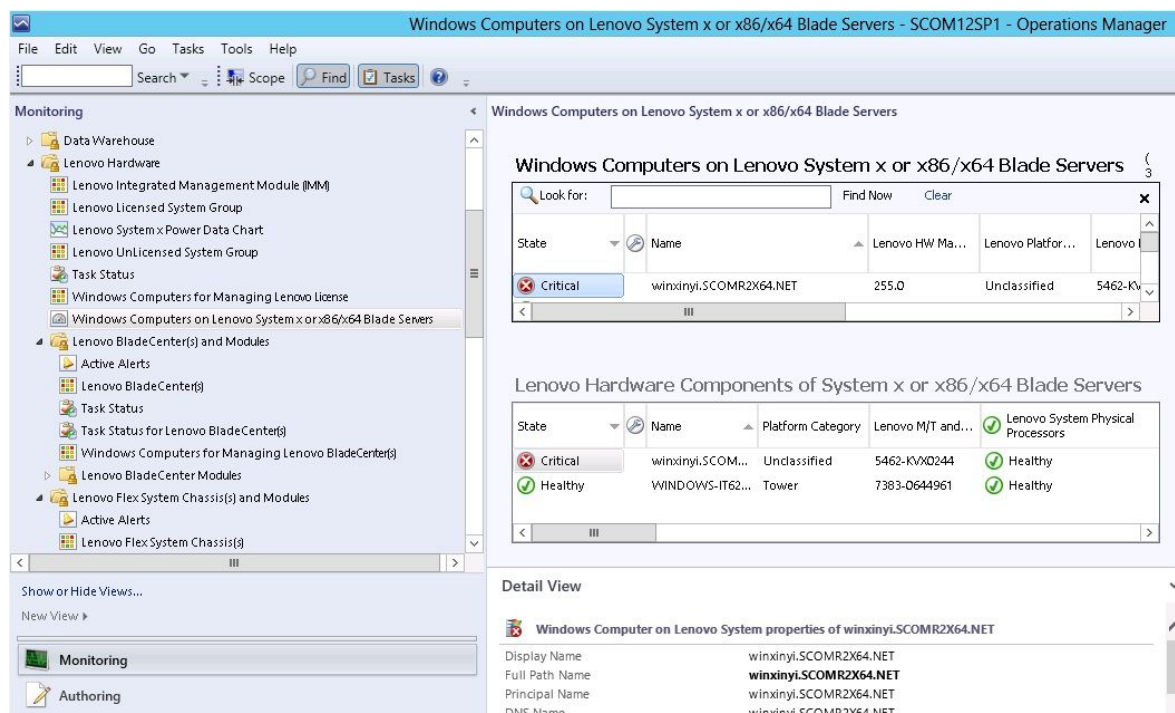 Windows Computers on Lenovo System x or x86/x64 Blade Servers - SCOM12SP1 - Operations Manager
File Edit View Go Tasks Tools Help
Search Scope Find Tasks
Monitoring
Data Warehouse
Lenovo Hardware
Lenovo Integrated Management Module (IMM)
Lenovo Licensed System Group
Lenovo System x Power Data Chart
Lenovo UnLicensed System Group
Task Status
Windows Computers for Managing Lenovo License
Windows Computers on Lenovo System x or x86/x64 Blade Servers
Lenovo BladeCenter(s) and Modules
Active Alerts
Lenovo BladeCenter(s)
Task Status
Task Status for Lenovo BladeCenter(s)
Windows Computers for Managing Lenovo BladeCenter(s)
Lenovo BladeCenter Modules
Lenovo Flex System Chassis(s) and Modules
Active Alerts
Lenovo Flex System Chassis(s)
Show or Hide Views...
New View
Monitoring
Authoring
Windows Computers on Lenovo System x or x86/x64 Blade Servers
Windows Computers on Lenovo System x or x86/x64 Blade Servers (3
Look for: Find Now Clear
State Name Lenovo HW Ma... Lenovo Platfor... Lenovo
Critical winxinyi.SCOMR2X64.NET 255.0 Unclassified 5462-KV
Lenovo Hardware Components of System x or x86/x64 Blade Servers
State Name Platform Category Lenovo M/T and... Lenovo System Physical
Processors
Critical winxinyi.SCOM... Unclassified 5462-KVX0244 Healthy
Healthy WINDOWS-IT62... Tower 7383-0644961 Healthy
Detail View
Windows Computer on Lenovo System properties of winxinyi.SCOMR2X64.NET
Display Name winxinyi.SCOMR2X64.NET
Full Path Name winxinyi.SCOMR2X64.NET
Principal Name winxinyi.SCOMR2X64.NET
DNS Name winxinyi.SCOMR2X64.NET